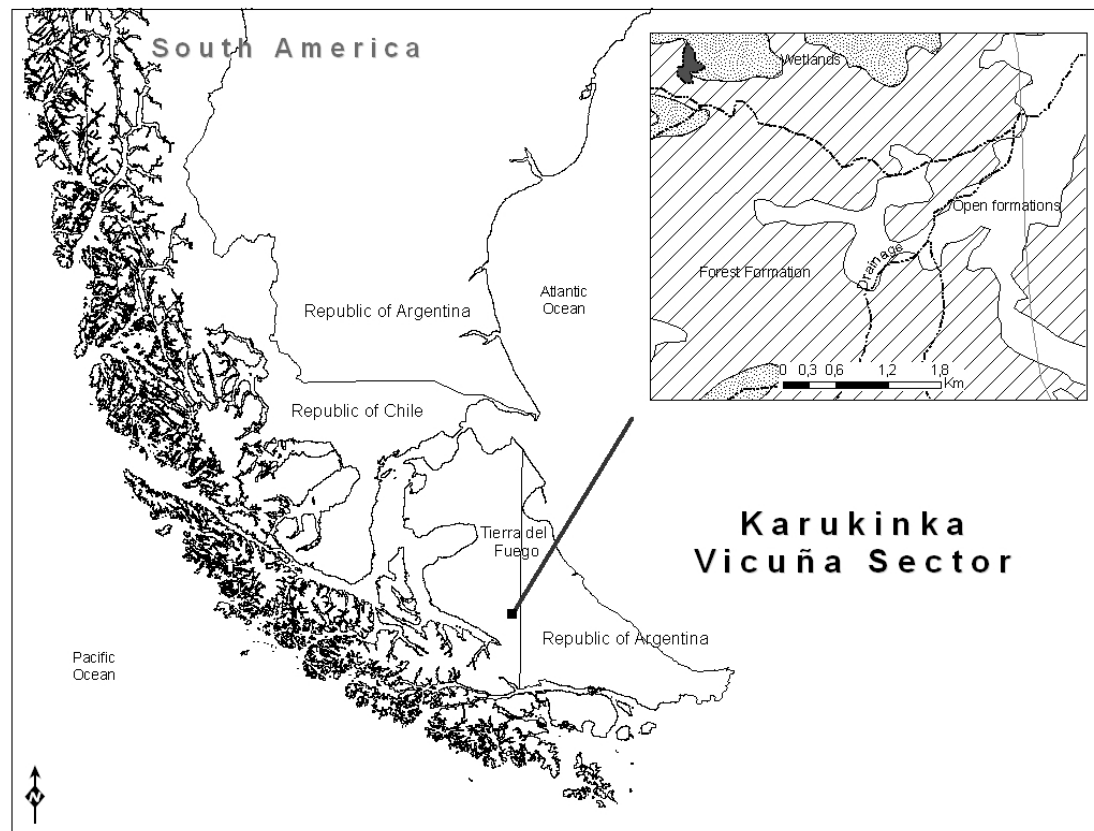 South America
Wetlands
Open formations
Drainage
Forest Formation
0 0,3 0,6 1,2 1,8
Km
Republic of Argentina
Atlantic
Ocean
Republic of Chile
Tierra del
Fuego
Karukinka
Vicuña Sector
Republic of Argentina
Pacific
Ocean
N